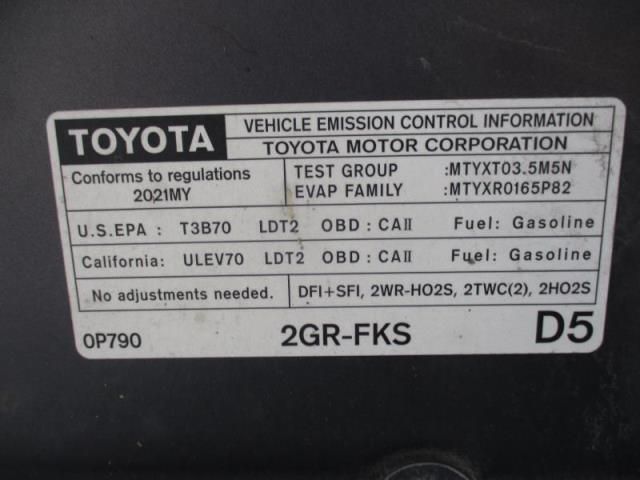 TOYOTA
VEHICLE EMISSION CONTROL INFORMATION
TOYOTA MOTOR CORPORATION
Conforms to regulations
2021MY
TEST GROUP :MTYXT03.5M5N
EVAP FAMILY :MTYXR0165P82
U.S.EPA : T3B70 LDT2 OBD : CAII Fuel: Gasoline
California: ULEV70 LDT2 OBD : CAII Fuel: Gasoline
No adjustments needed. DFI+SFI, 2WR-HO2S, 2TWC(2), 2HO2S
0P790 2GR-FKS D5